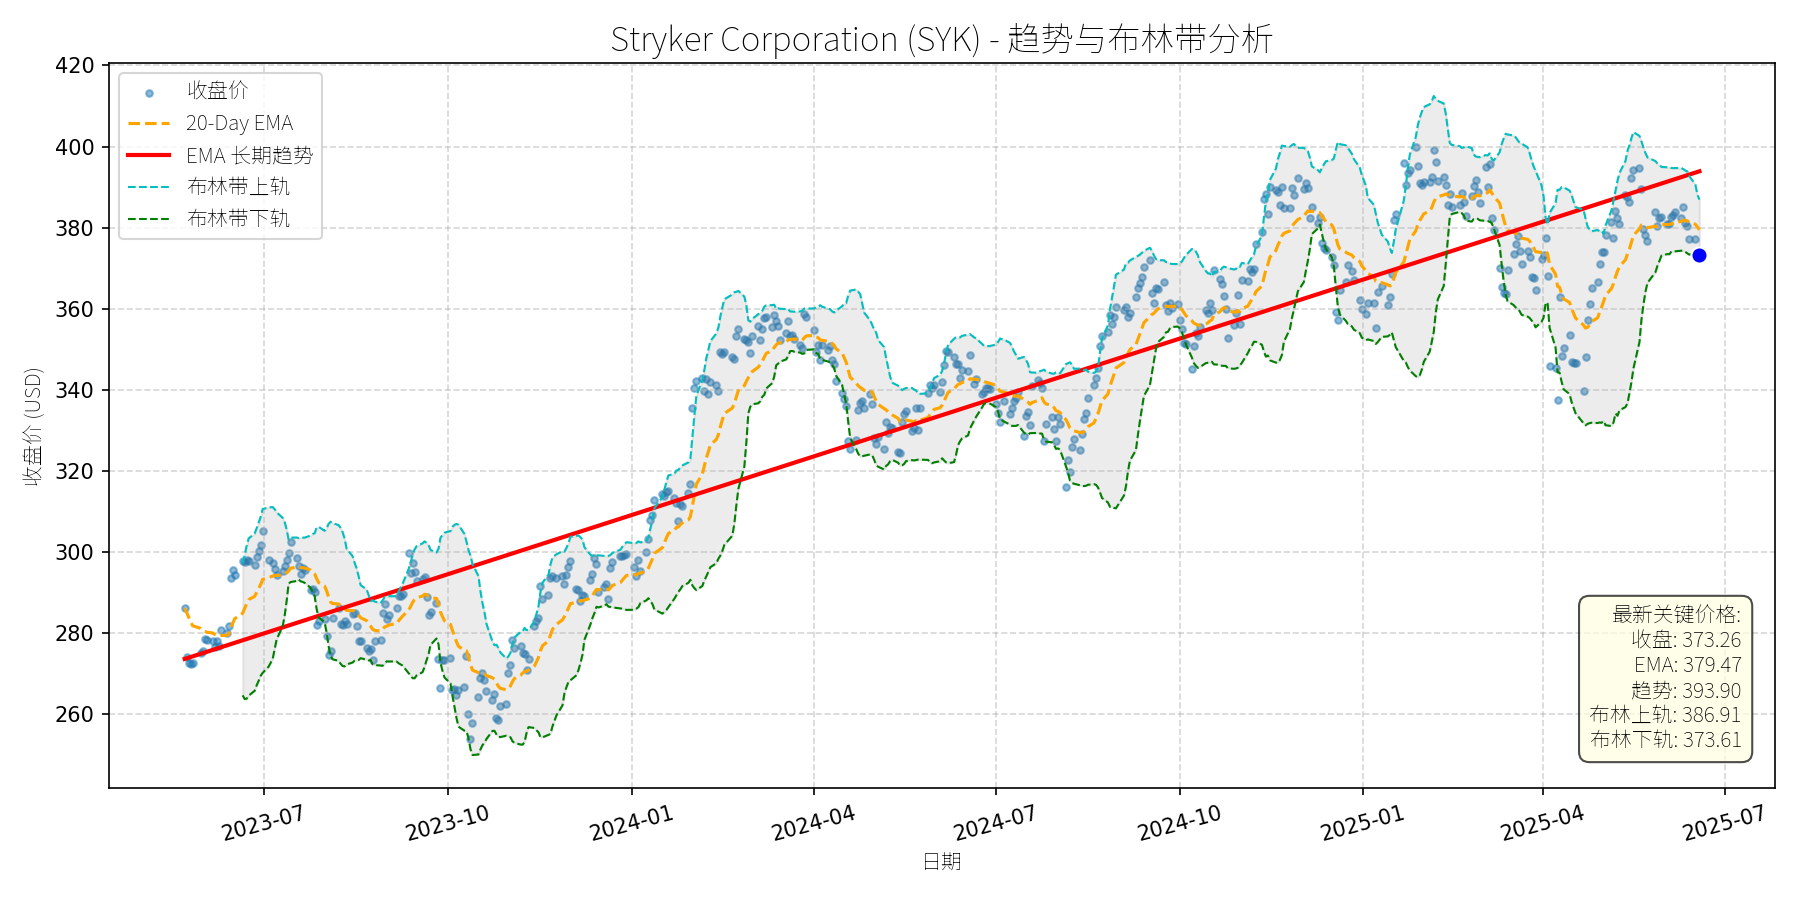 Stryker Corporation (SYK) - 趋势与布林带分析
收盘价
20-Day EMA
EMA 长期趋势
布林带上轨
布林带下轨
收盘价 (USD)
420
400
380
360
340
320
300
280
260
最新关键价格:
收盘: 373.26
EMA: 379.47
趋势: 393.90
布林上轨: 386.91
布林下轨: 373.61
2023-07
2023-10
2024-01
2024-04
2024-07
2024-10
2025-01
2025-04
2025-07
日期